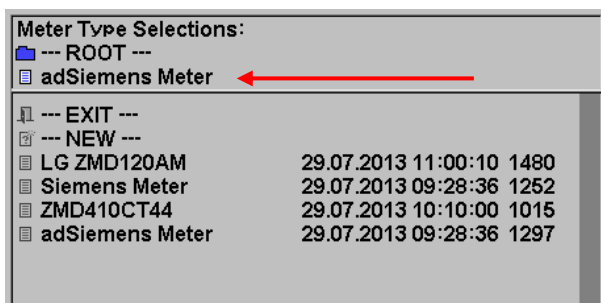 Meter Type Selections:
--- ROOT ---
adSiemens Meter
--- EXIT ---
--- NEW ---
LG ZMD120AM 29.07.2013 11:00:10 1480
Siemens Meter 29.07.2013 09:28:36 1252
ZMD410CT44 29.07.2013 10:10:00 1015
adSiemens Meter 29.07.2013 09:28:36 1297